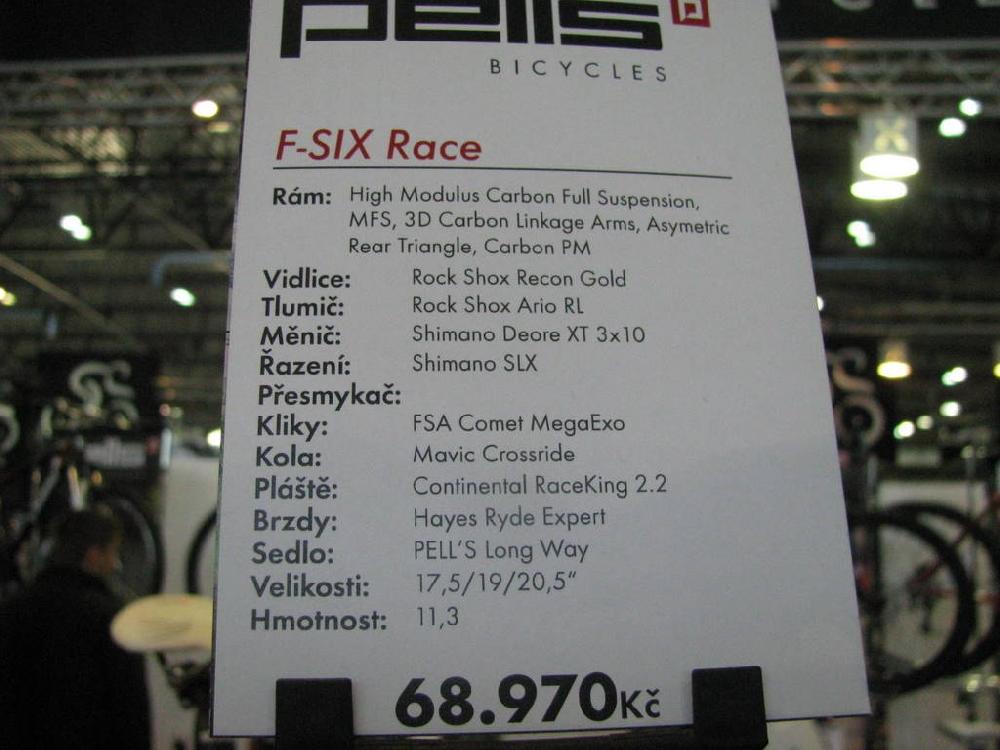 pells
BICYCLES
F-SIX Race
Rám: High Modulus Carbon Full Suspension,
MFS, 3D Carbon Linkage Arms, Asymetric
Rear Triangle, Carbon PM
Vidlice: Rock Shox Recon Gold
Tlumič: Rock Shox Ario RL
Měnič: Shimano Deore XT 3x10
Řazení: Shimano SLX
Přesmykač:
Kliky: FSA Comet MegaExo
Kola: Mavic Crossride
Pláště: Continental RaceKing 2.2
Brzdy: Hayes Ryde Expert
Sedlo: PELL'S Long Way
Velikosti: 17,5/19/20,5"
Hmotnost: 11,3
68.970Kč